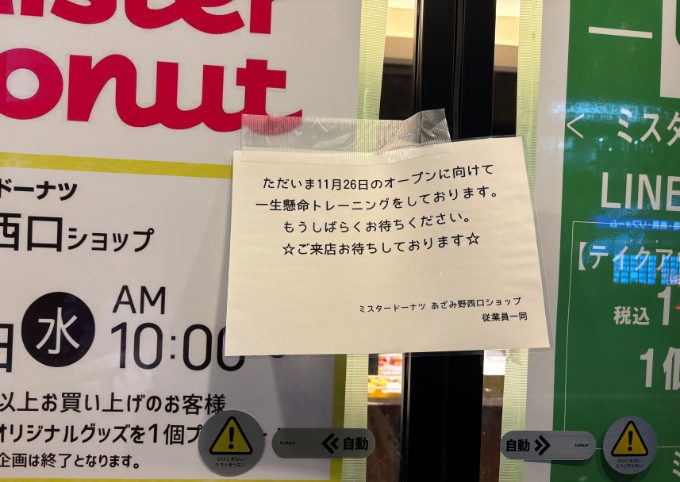 onut
ドーナツ
西口ショップ
水
AM
10:00
以上お買い上げのお客様
オリジナルグッズを1個プ
企画は終了となります。
ただいま11月26日のオープンに向けて
一生懸命トレーニングをしております。
もうしばらくお待ちください。
☆ご来店お待ちしております☆
ミスタードーナツ あざみ野西口ショップ
従業員一同
< ミスタ
LINE
【テイクア
税込1
1個
ミ
自動
自動